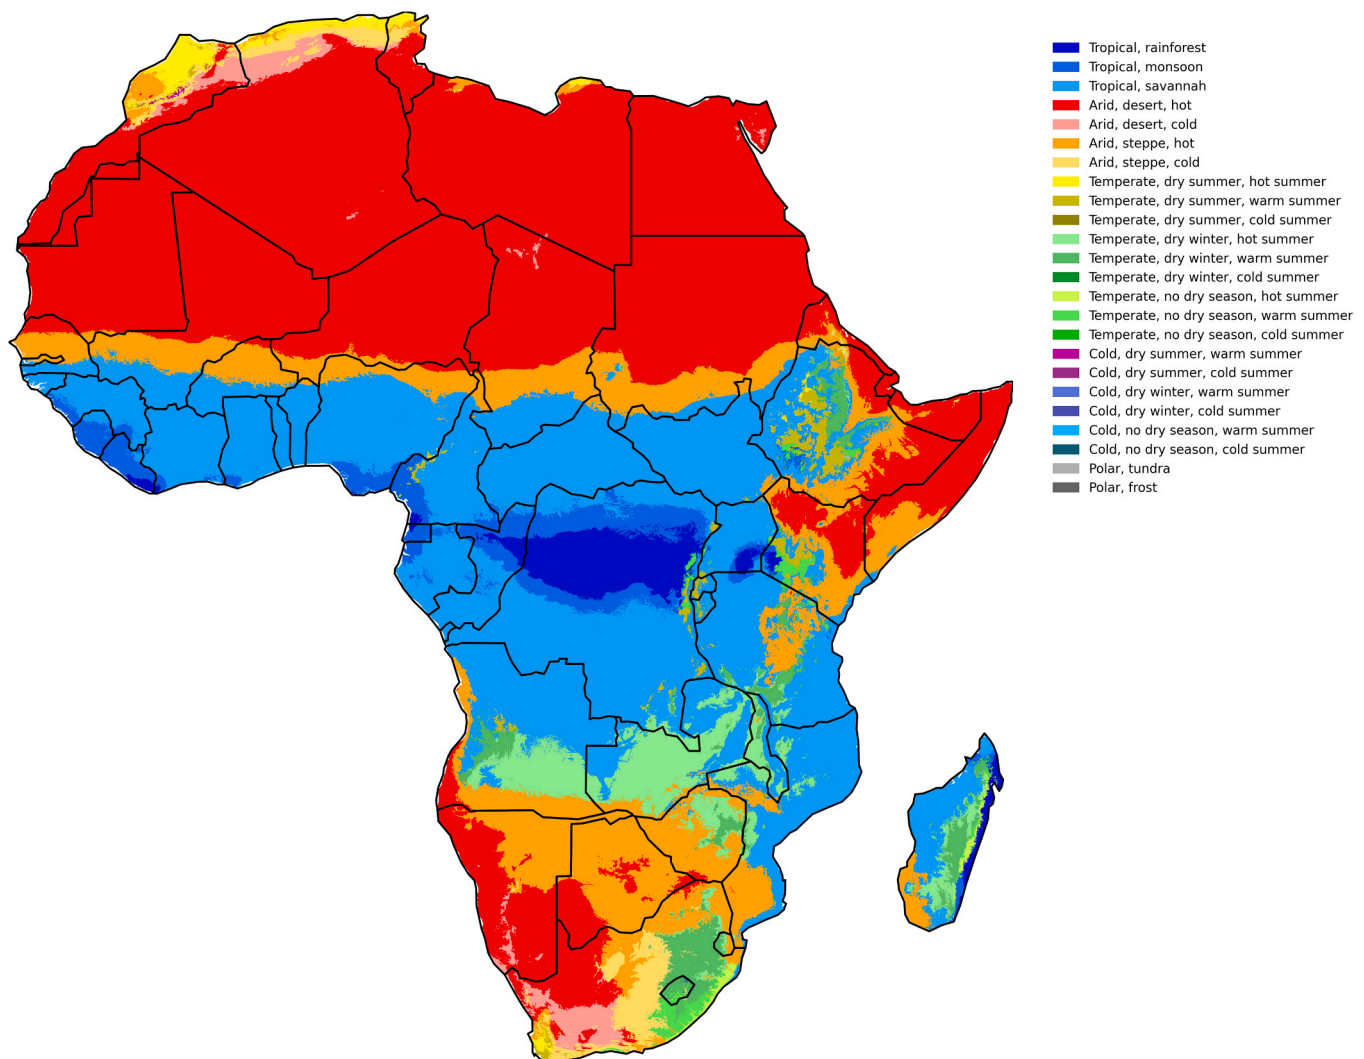 Tropical, rainforest
Tropical, monsoon
Tropical, savannah
Arid, desert, hot
Arid, desert, cold
Arid, steppe, hot
Arid, steppe, cold
Temperate, dry summer, hot summer
Temperate, dry summer, warm summer
Temperate, dry summer, cold summer
Temperate, dry winter, hot summer
Temperate, dry winter, warm summer
Temperate, dry winter, cold summer
Temperate, no dry season, hot summer
Temperate, no dry season, warm summer
Temperate, no dry season, cold summer
Cold, dry summer, warm summer
Cold, dry summer, cold summer
Cold, dry winter, warm summer
Cold, dry winter, cold summer
Cold, no dry season, warm summer
Cold, no dry season, cold summer
Polar, tundra
Polar, frost